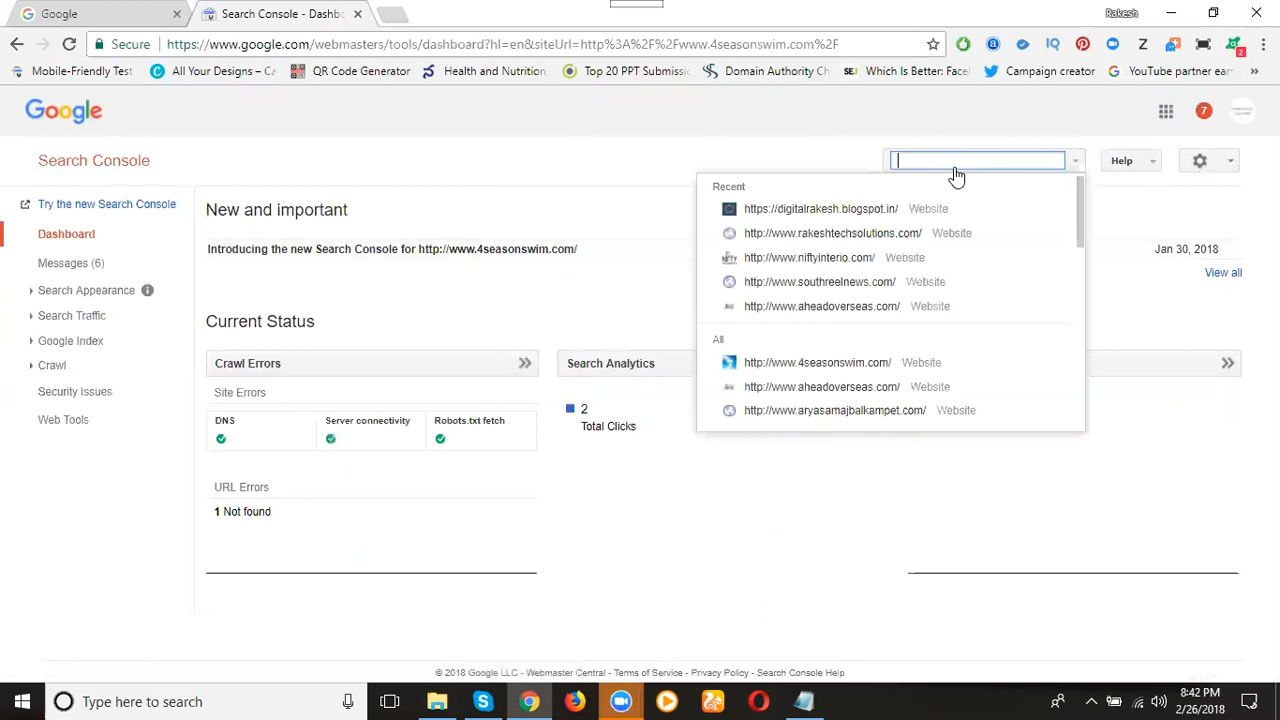 Google
Search Console - Dashbo
Rakesh
Secure
https://www.google.com/webmasters/tools/dashboard?hl=en&siteUrl=http%3A%2F%2Fwww.4seasonswim.com%2F
Mobile-Friendly Test
All Your Designs – Ca
QR Code Generator
Health and Nutrition
Top 20 PPT Submissio
Domain Authority Ch
SEJ
Which Is Better: Facel
Campaign creator
YouTube partner earn
Google
7
Search Console
Help
Try the new Search Console
Dashboard
Messages (6)
Search Appearance
Search Traffic
Google Index
Crawl
Security Issues
Web Tools
New and important
Introducing the new Search Console for http://www.4seasonswim.com/
Jan 30, 2018
View all
Current Status
Crawl Errors
Site Errors
DNS
Server connectivity
Robots.txt fetch
URL Errors
1 Not found
Search Analytics
2
Total Clicks
Recent
https://digitalrakesh.blogspot.in/ Website
http://www.rakeshtechsolutions.com/ Website
http://www.niftyinterio.com/ Website
http://www.southreelnews.com/ Website
http://www.aheadoverseas.com/ Website
All
http://www.4seasonswim.com/ Website
http://www.aheadoverseas.com/ Website
http://www.aryasamajbalkampet.com/ Website
© 2018 Google LLC - Webmaster Central - Terms of Service - Privacy Policy - Search Console Help
Type here to search
8:42 PM
2/26/2018